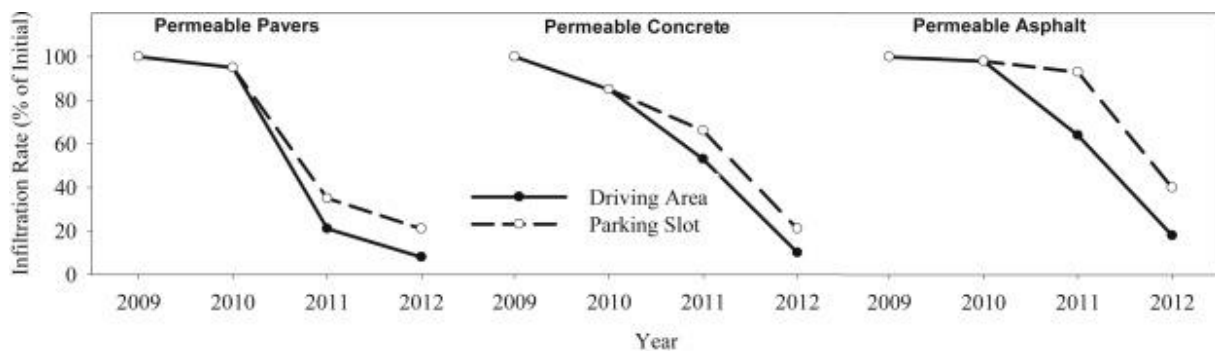 Permeable Pavers
Permeable Concrete
Permeable Asphalt
Infiltration Rate (% of Initial)
100
80
60
40
20
0
Driving Area
Parking Slot
2009 2010 2011 2012 2009 2010 2011 2012 2009 2010 2011 2012
Year